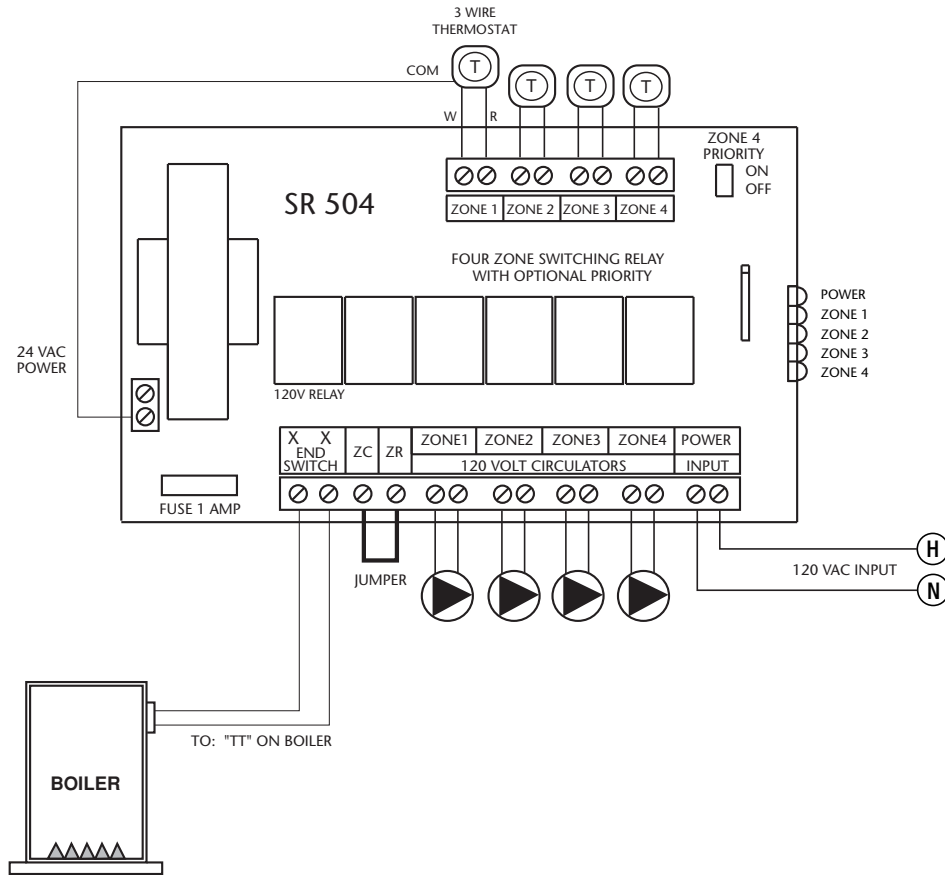 3 WIRE
THERMOSTAT
COM
T
T
T
T
W
R
ZONE 4
PRIORITY
ON
OFF
SR 504
ZONE 1
ZONE 2
ZONE 3
ZONE 4
FOUR ZONE SWITCHING RELAY
WITH OPTIONAL PRIORITY
POWER
ZONE 1
ZONE 2
ZONE 3
ZONE 4
24 VAC
POWER
120V RELAY
X X
END
SWITCH
ZC
ZR
ZONE1
ZONE2
ZONE3
ZONE4
POWER
120 VOLT CIRCULATORS
INPUT
FUSE 1 AMP
JUMPER
120 VAC INPUT
H
N
TO: "TT" ON BOILER
BOILER